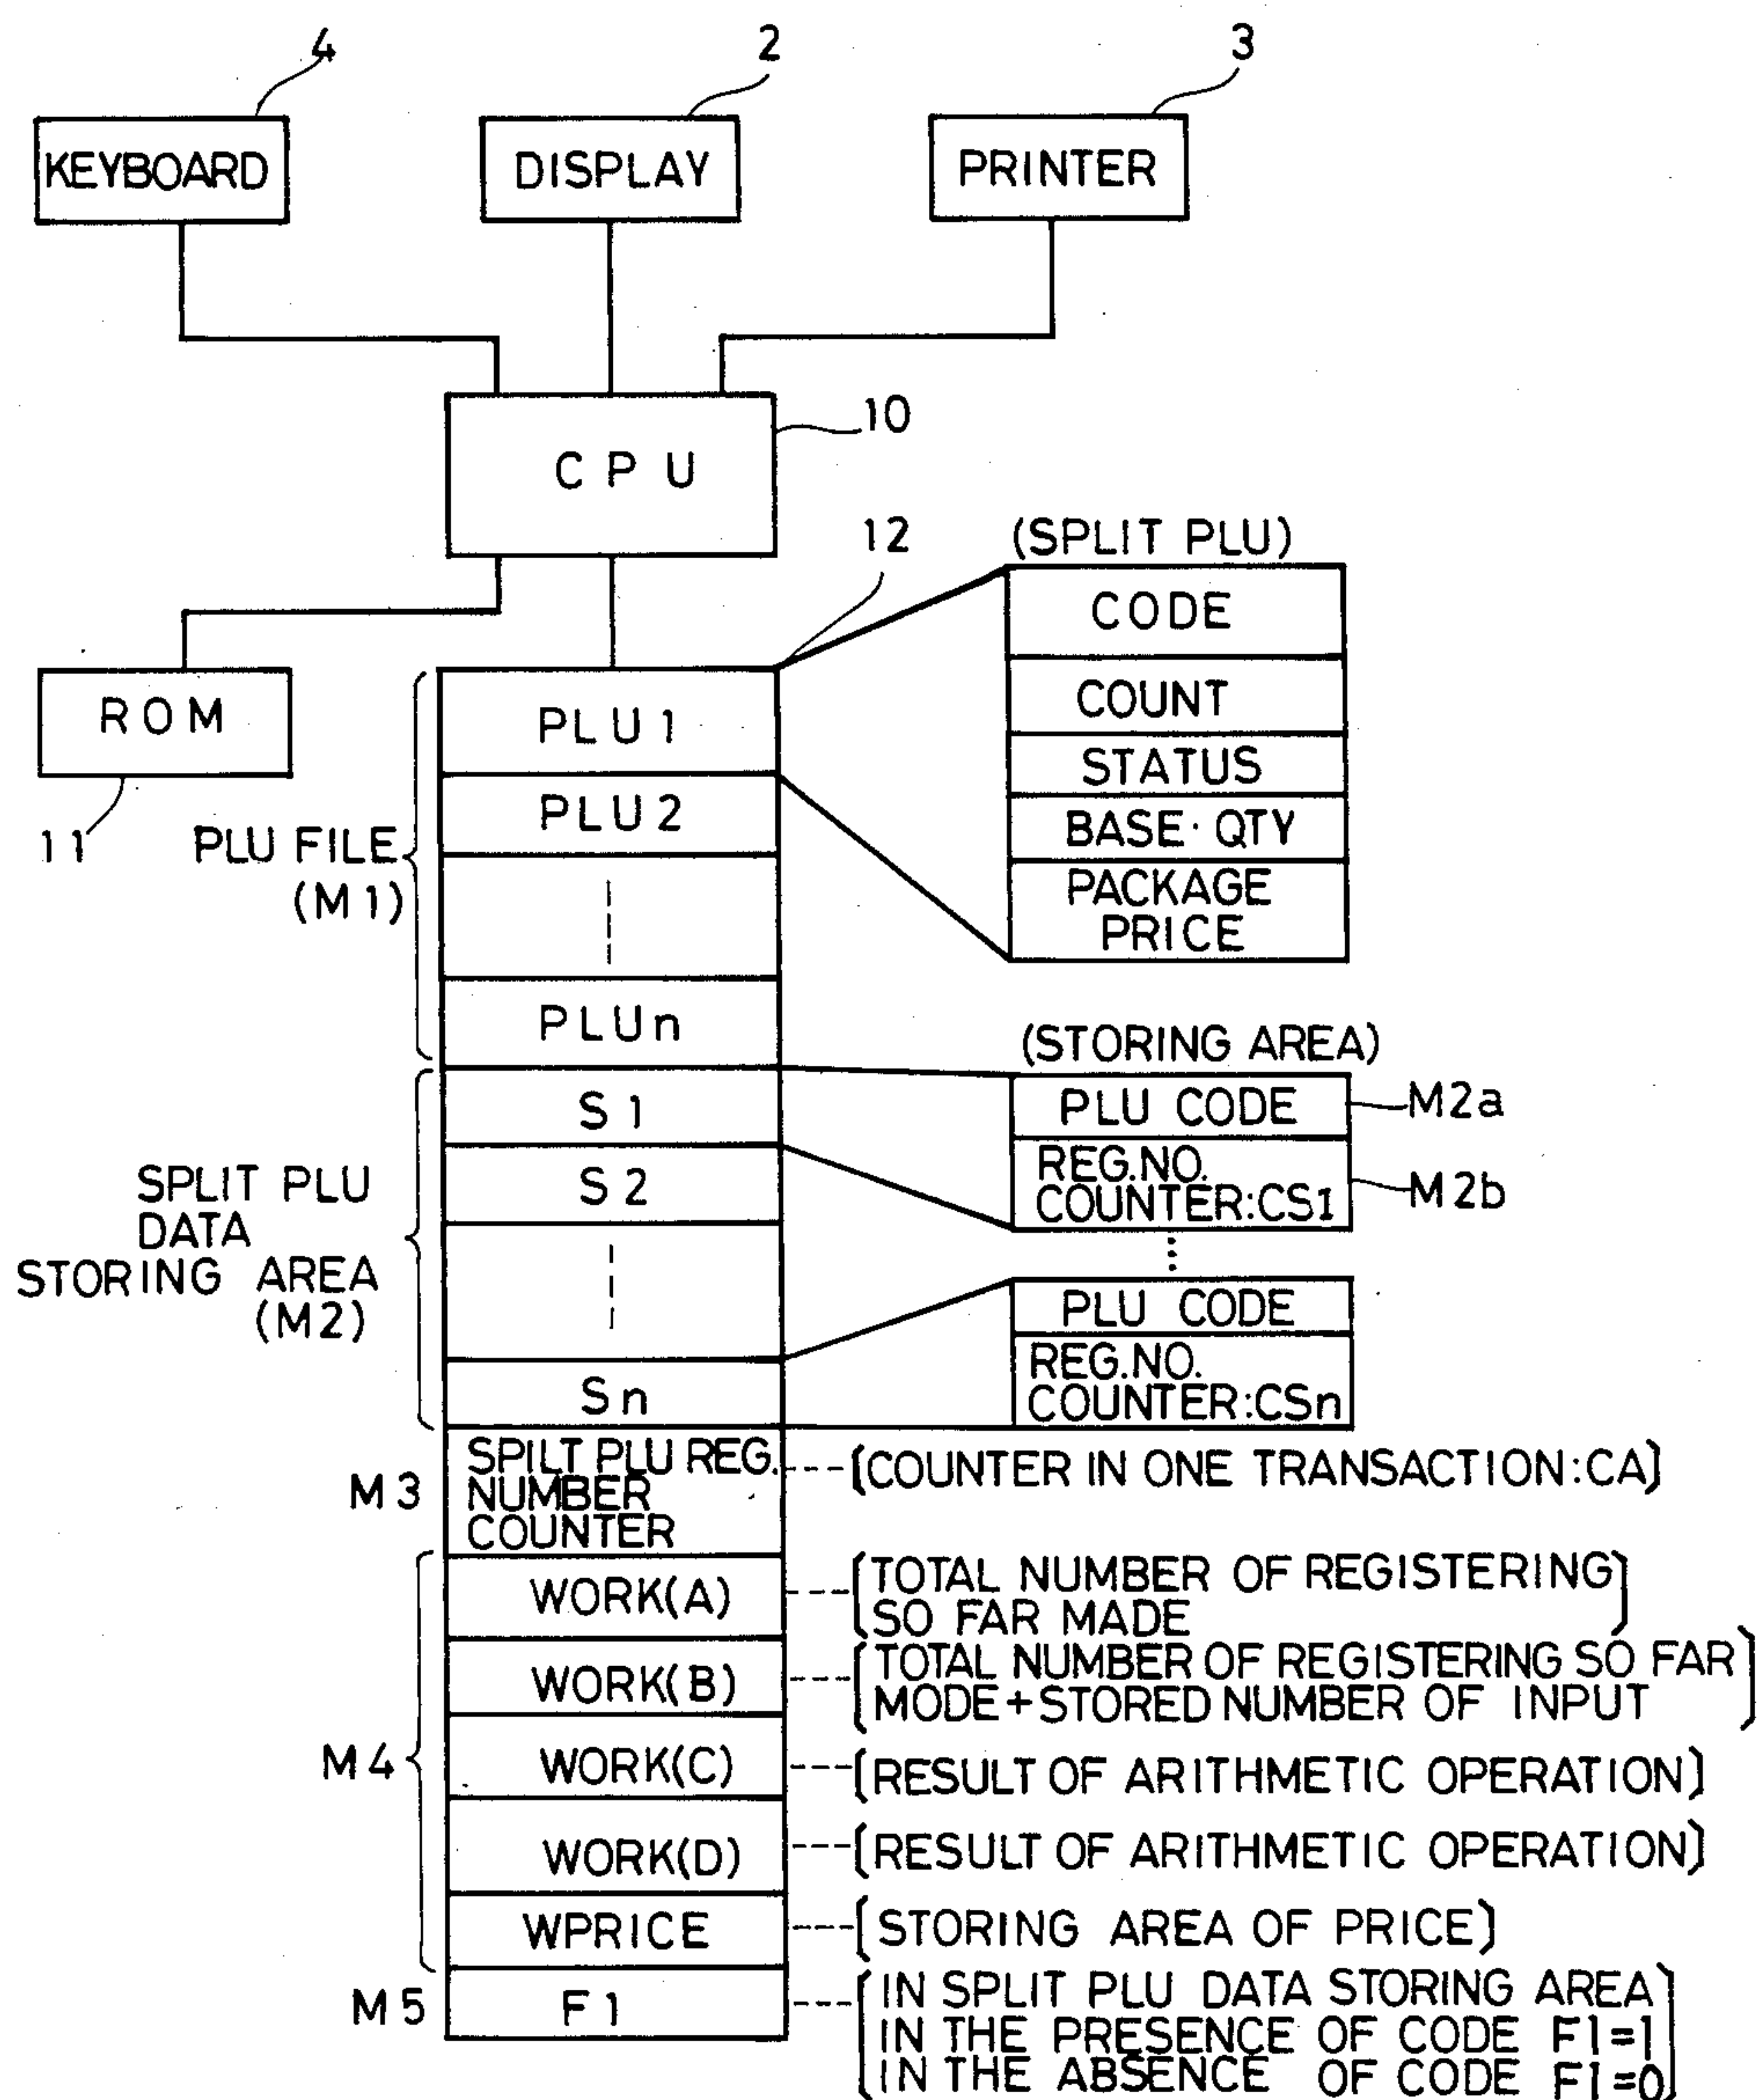 4
2
3
KEYBOARD
DISPLAY
PRINTER
10
CPU
12
(SPLIT PLU)
CODE
COUNT
STATUS
BASE·QTY
PACKAGE
PRICE
ROM
11
PLU FILE
(M1)
PLU1
PLU2
PLUn
(STORING AREA)
S1
PLU CODE
M2a
S2
REG.NO.
COUNTER:CS1
M2b
SPLIT PLU
DATA
STORING AREA
(M2)
PLU CODE
REG.NO.
COUNTER:CSn
Sn
M3
SPILT PLU REG.
NUMBER
COUNTER
[COUNTER IN ONE TRANSACTION:CA]
M4
WORK(A)
[TOTAL NUMBER OF REGISTERING
SO FAR MADE]
WORK(B)
[TOTAL NUMBER OF REGISTERING SO FAR
MODE+STORED NUMBER OF INPUT]
WORK(C)
[RESULT OF ARITHMETIC OPERATION]
WORK(D)
[RESULT OF ARITHMETIC OPERATION]
WPRICE
[STORING AREA OF PRICE]
M5
F1
[IN SPLIT PLU DATA STORING AREA
IN THE PRESENCE OF CODE F1=1
IN THE ABSENCE OF CODE F1=0]